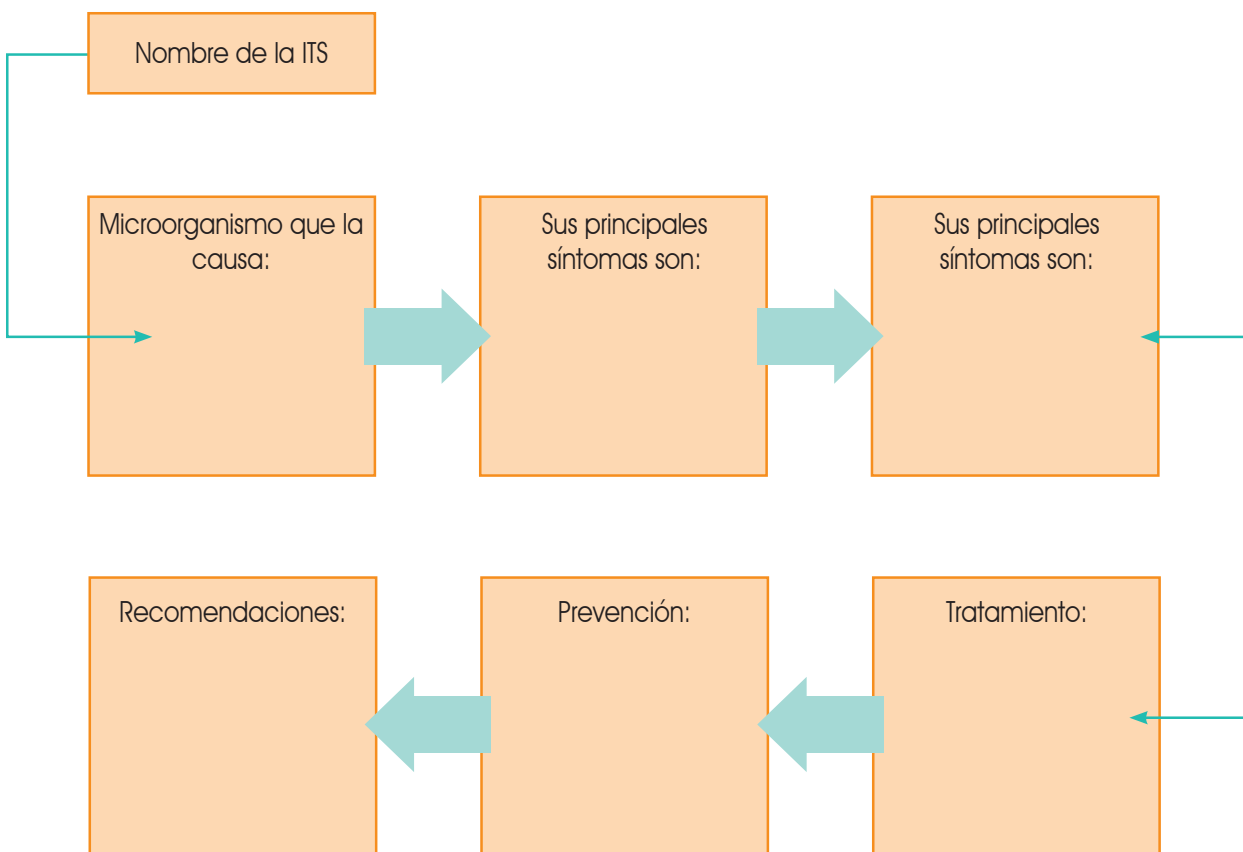 Nombre de la ITS
Microorganismo que la
causa:
Sus principales
síntomas son:
Sus principales
síntomas son:
Recomendaciones:
Prevención:
Tratamiento: